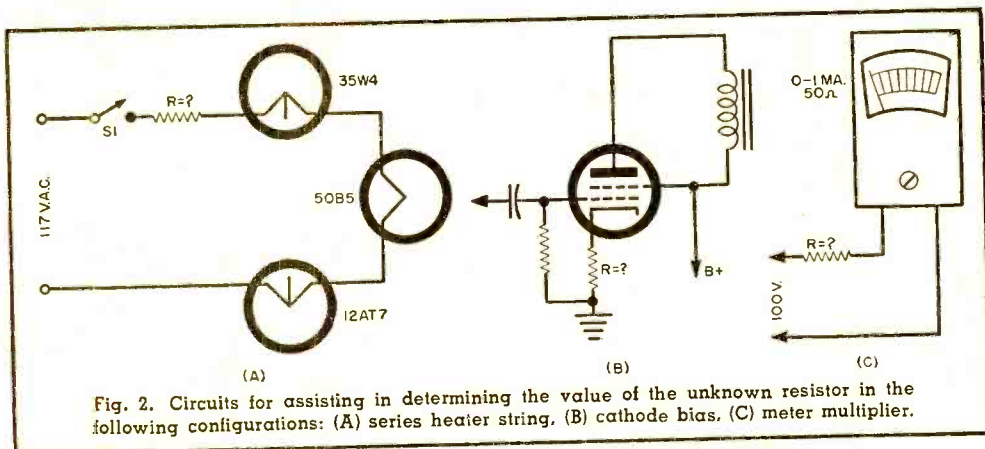 35W4
R=?
S1
50B5
117 V.A.C.
12AT7
(A)
R=?
B+
(B)
0-1 MA.
50Ω
R=?
100 V.
(C)
Fig. 2. Circuits for assisting in determining the value of the unknown resistor in the
following configurations: (A) series heater string, (B) cathode bias, (C) meter multiplier.